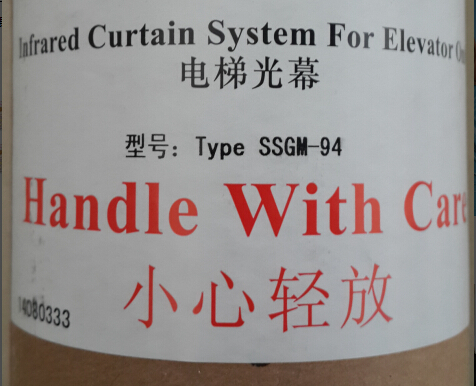 Infrared Curtain System For Elevator
电梯光幕
型号: Type SSGM-94
Handle With Care
小心轻放
14080333